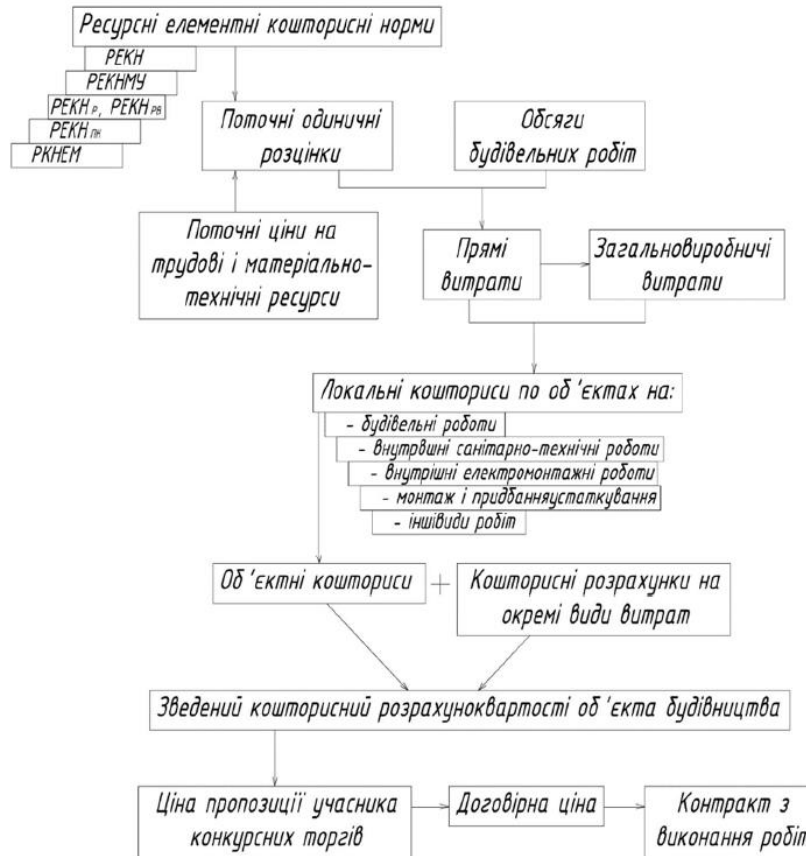 Ресурсні елементні кошторисні норми
РЕКН
РЕКНМУ
РЕКНР, РЕКНРВ
РЕКНПК
РКНЕМ
Поточні одиничні
розцінки
Обсяги
будівельних робіт
Поточні ціни на
трудові і матеріально-
технічні ресурси
Прямі
витрати
Загальновиробничі
витрати
Локальні кошториси по об'єктах на:
- будівельні роботи
- внутрвшні санітарно-технічні роботи
- внутрішні електромонтажні роботи
- монтаж і придбанняустаткування
- іншівиди робіт
Об'єктні кошториси
+
Кошторисні розрахунки на
окремі види витрат
Зведений кошторисний розрахуноквартості об'єкта будівництва
Ціна пропозиції учасника
конкурсних торгів
Договірна ціна
Контракт з
виконання робіт